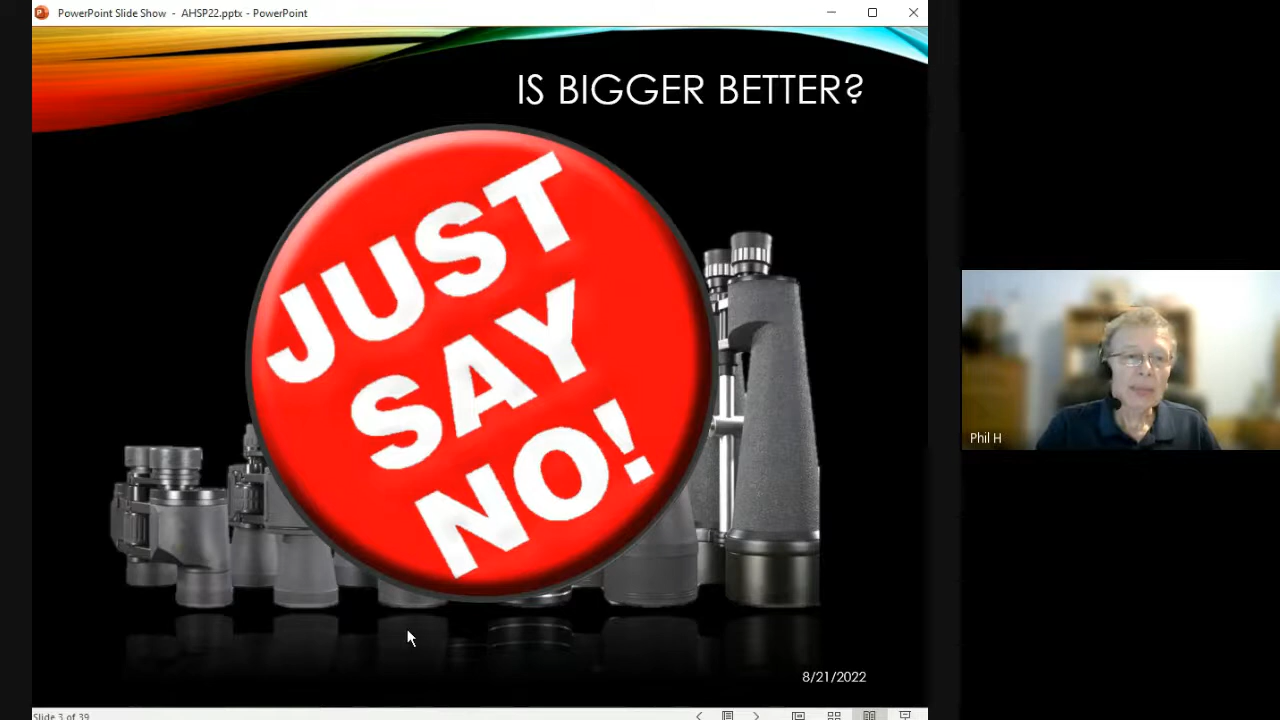 PowerPoint Slide Show - AHSP22.pptx - PowerPoint
IS BIGGER BETTER?
JUST
SAY
NO!
Phil H
8/21/2022
Slide 3 of 39